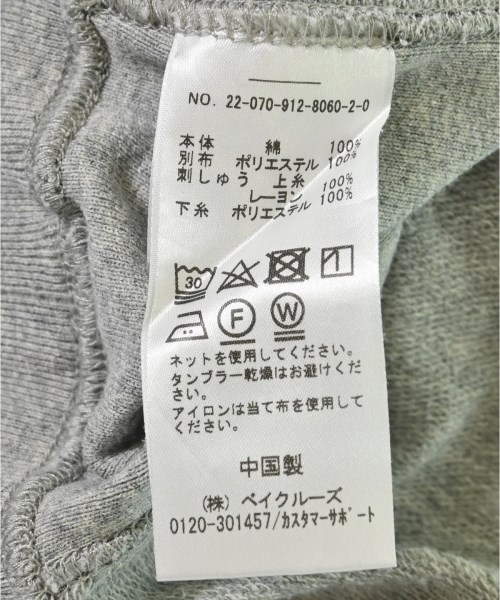 NO. 22-070-912-8060-2-0
本体 綿 100%
別布 ポリエステル 100%
刺しゅう 上糸 100%
レーヨン 100%
下糸 ポリエステル
30
F W
ネットを使用してください。
タンブラー乾燥はお避けくだ
さい。
アイロンは当て布を使用して
ください。
中国製
(株) ベイクルーズ
0120-301457/カスタマーサポート